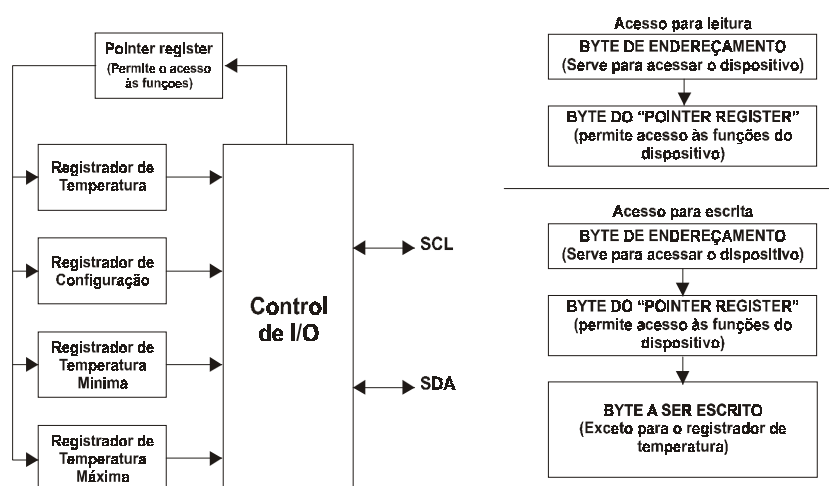 Pointer register
(Permite o acesso
às funçoes)
Registrador de
Temperatura
Registrador de
Configuração
Registrador de
Temperatura
Minima
Registrador de
Temperatura
Máxima
Control
de I/O
SCL
SDA
Acesso para leitura
BYTE DE ENDEREÇAMENTO
(Serve para acessar o dispositivo)
BYTE DO “POINTER REGISTER”
(permite acesso às funções do
dispositivo)
Acesso para escrita
BYTE DE ENDEREÇAMENTO
(Serve para acessar o dispositivo)
BYTE DO “POINTER REGISTER”
(permite acesso às funções do
dispositivo)
BYTE A SER ESCRITO
(Exceto para o registrador de
temperatura)